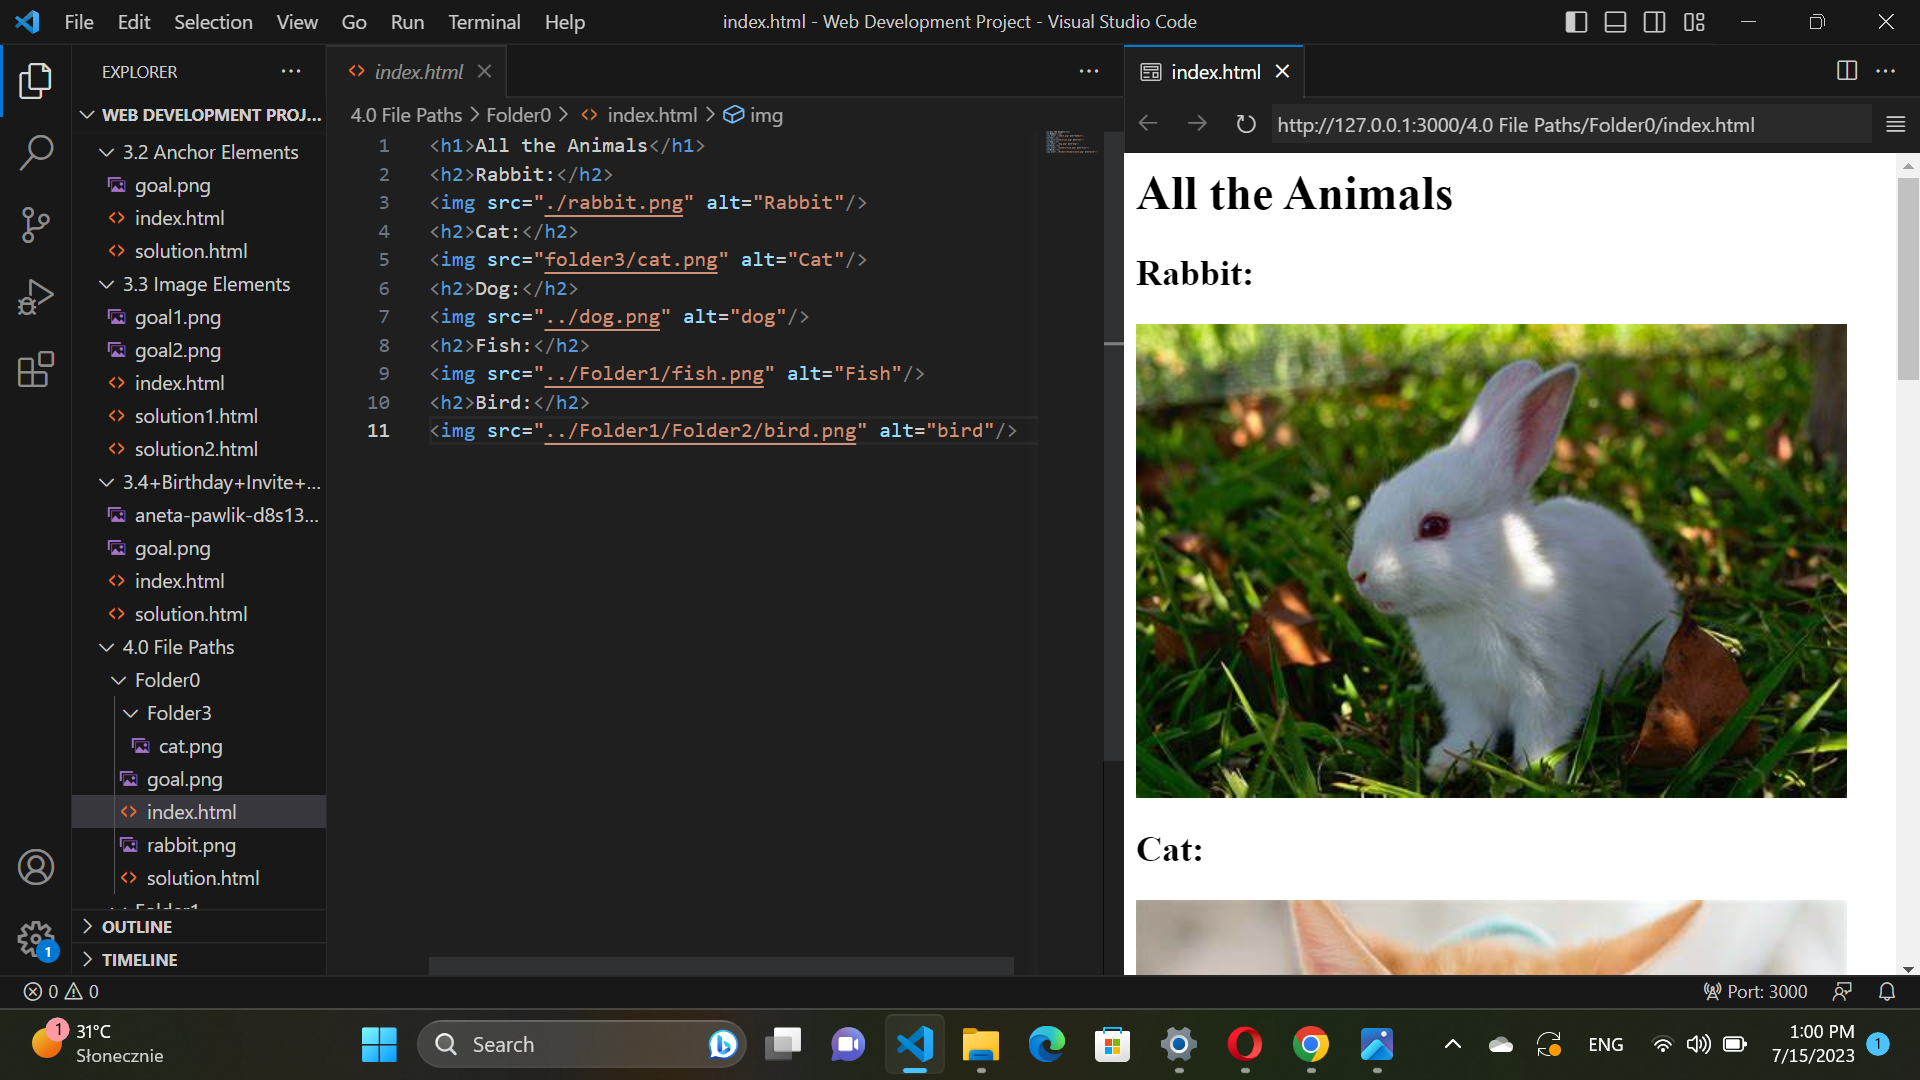 File Edit Selection View Go Run Terminal Help
index.html - Web Development Project - Visual Studio Code
EXPLORER
WEB DEVELOPMENT PROJ...
3.2 Anchor Elements
goal.png
index.html
solution.html
3.3 Image Elements
goal1.png
goal2.png
index.html
solution1.html
solution2.html
3.4+Birthday+Invite+...
aneta-pawlik-d8s13...
goal.png
index.html
solution.html
4.0 File Paths
Folder0
Folder3
cat.png
goal.png
index.html
rabbit.png
solution.html
Folder1
OUTLINE
TIMELINE
index.html
4.0 File Paths > Folder0 > index.html > img
1 <h1>All the Animals</h1>
2 <h2>Rabbit:</h2>
3 <img src="./rabbit.png" alt="Rabbit"/>
4 <h2>Cat:</h2>
5 <img src="folder3/cat.png" alt="Cat"/>
6 <h2>Dog:</h2>
7 <img src="../dog.png" alt="dog"/>
8 <h2>Fish:</h2>
9 <img src="../Folder1/fish.png" alt="Fish"/>
10 <h2>Bird:</h2>
11 <img src="../Folder1/Folder2/bird.png" alt="bird"/>
index.html
http://127.0.0.1:3000/4.0 File Paths/Folder0/index.html
All the Animals
Rabbit:
Cat:
1
0 0
Port: 3000
1
31°C
Słonecznie
Search
ENG
1:00 PM
7/15/2023
1